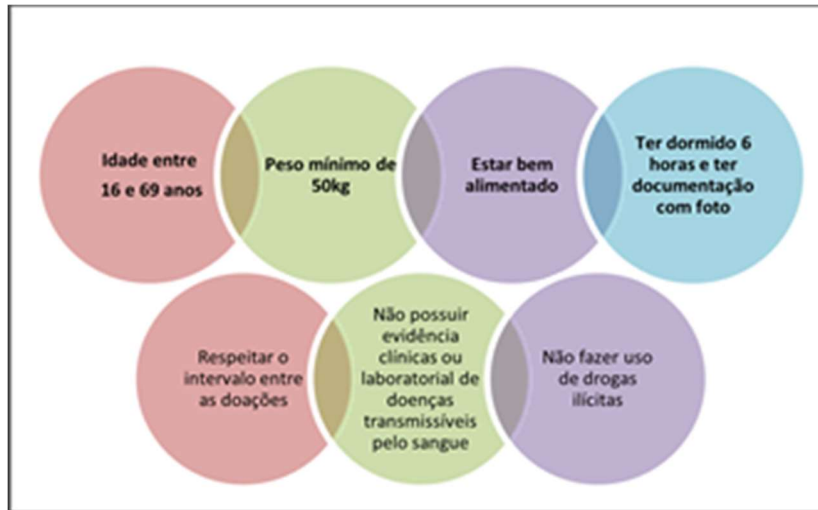 Idade entre
16 e 69 anos
Peso mínimo de
50kg
Estar bem
alimentado
Ter dormido 6
horas e ter
documentação
com foto
Respeitar o
intervalo entre
as doações
Não possuir
evidência
clínicas ou
laboratorial de
doenças
transmissíveis
pelo sangue
Não fazer uso
de drogas
ilícitas